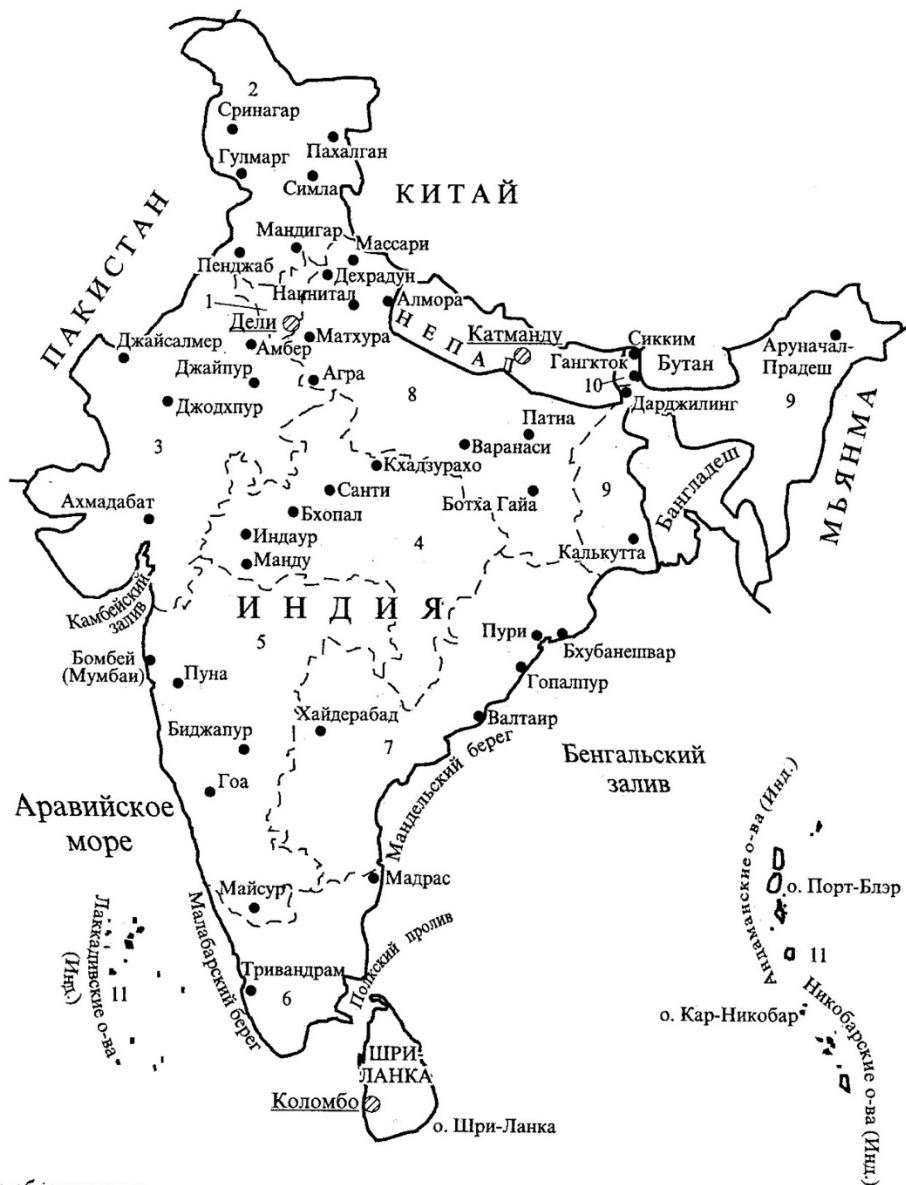 2
Сринагар
Пахалган
Гулмарг
Симла
КИТАЙ
ПАКИСТАН
Мандигар
Массари
Пенджаб
Дехрадун
Наинитал
Алмора
1
Дели
НЕПАЛ
Катманду
Сикким
Бутан
Аруначал-
Прадеш
Джайсалмер
Амбер
Матхура
Гангкток
10
Джайпур
Агра
8
Дарджилинг
9
Джодхпур
Патиа
МЬЯНМА
3
Варанаси
Кхадзурахо
Бангладеш
Санти
Ботха Гайа
9
Ахмадабат
Бхопал
Индаур
4
Калькутта
Манду
Камбейский
залив
ИНДИЯ
5
Пури
Бхубанешвар
Бомбей
(Мумбаи)
Пуна
Гопалпур
Хайдерабад
Валтаир
Биджапур
7
Мандельский берег
Бенгальский
залив
Гоа
Аравийское
море
Андаманские о-ва (Инд.)
Мадрас
о. Порт-Блэр
Майсур
Лаккадивские о-ва
(Инд.)
11
Малабарский берег
Полкский пролив
11
Тривандрам
6
Никобарские о-ва (Инд.)
о. Кар-Никобар
ШРИ-
ЛАНКА
Коломбо
о. Шри-Ланка